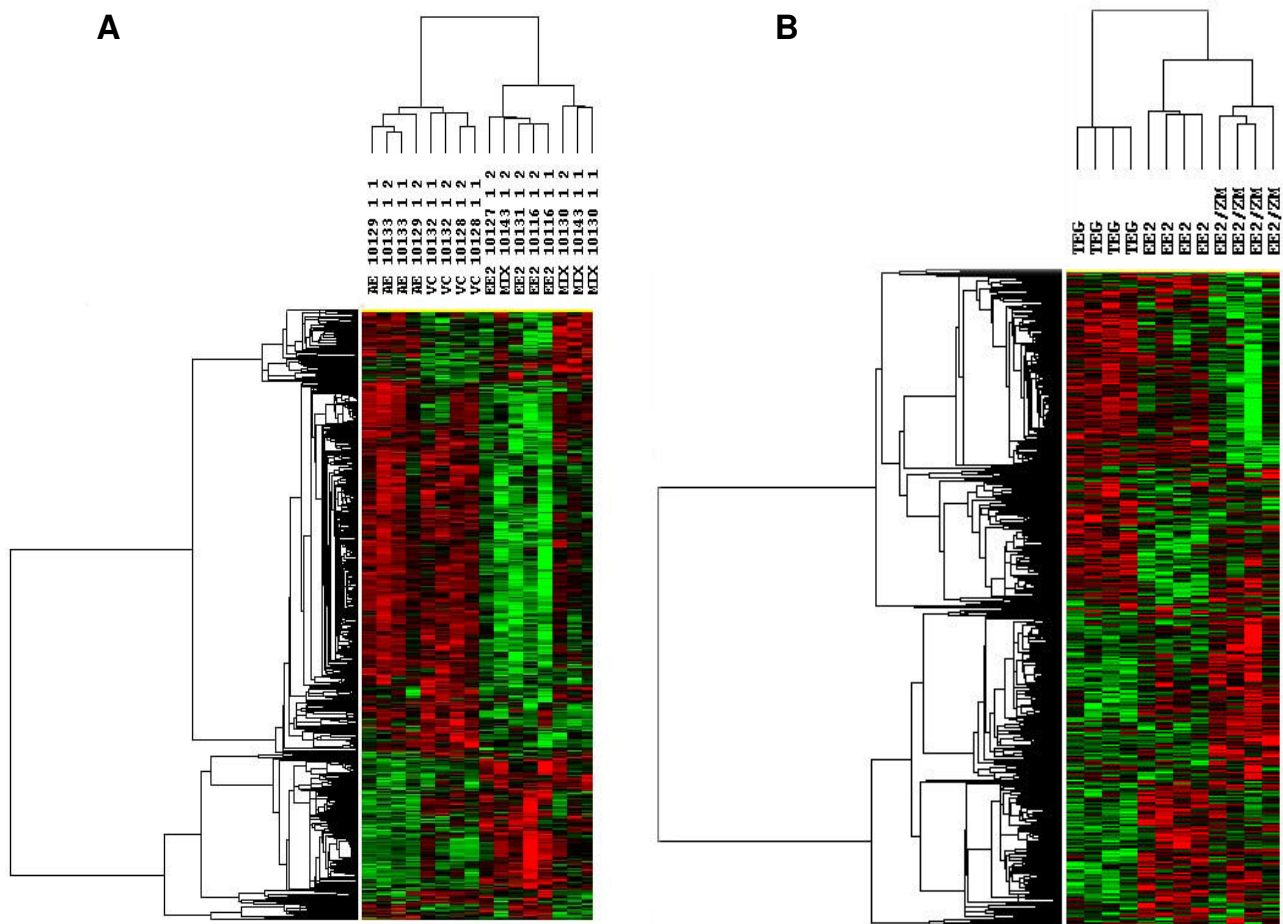 A
B
AE 10129 1 1
AE 10133 1 2
AE 10133 1 1
AE 10129 1 2
VC 10132 1 1
VC 10132 1 2
VC 10128 1 2
VC 10128 1 1
EE2 10127 1 2
MIX 10143 1 2
EE2 10131 1 2
EE2 10116 1 2
EE2 10116 1 1
MIX 10130 1 2
MIX 10143 1 1
MIX 10130 1 1
TEG
TEG
TEG
TEG
EE2
EE2
EE2
EE2
EE2/ZM
EE2/ZM
EE2/ZM
EE2/ZM